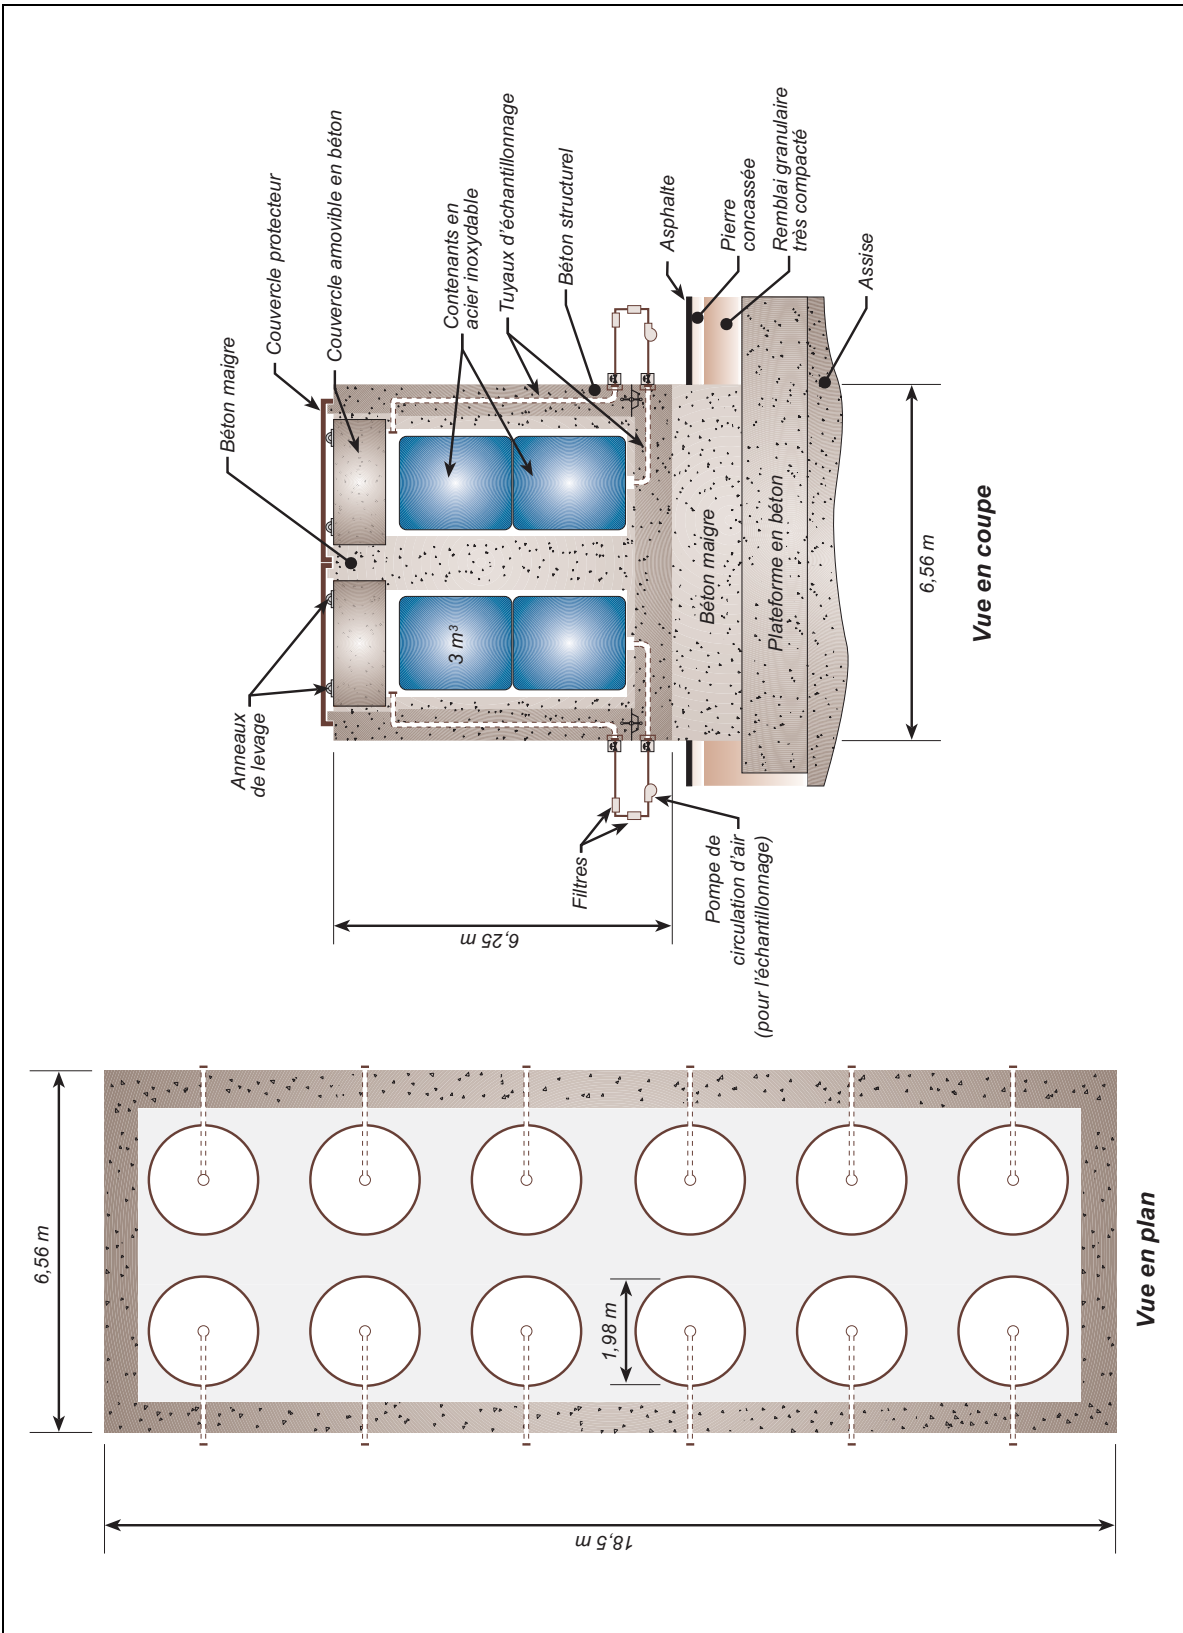 Béton maigre
Couvercle protecteur
Couvercle amovible en béton
Contenants en
acier inoxydable
Tuyaux d'échantillonnage
Béton structurel
Asphalte
Pierre
concassée
Remblai granulaire
très compacté
Assise
Anneaux
de levage
3 m³
Béton maigre
Plateforme en béton
6,56 m
Vue en coupe
Filtres
Pompe de
circulation d'air
(pour l'échantillonnage)
6,25 m
6,56 m
1,98 m
Vue en plan
18,5 m